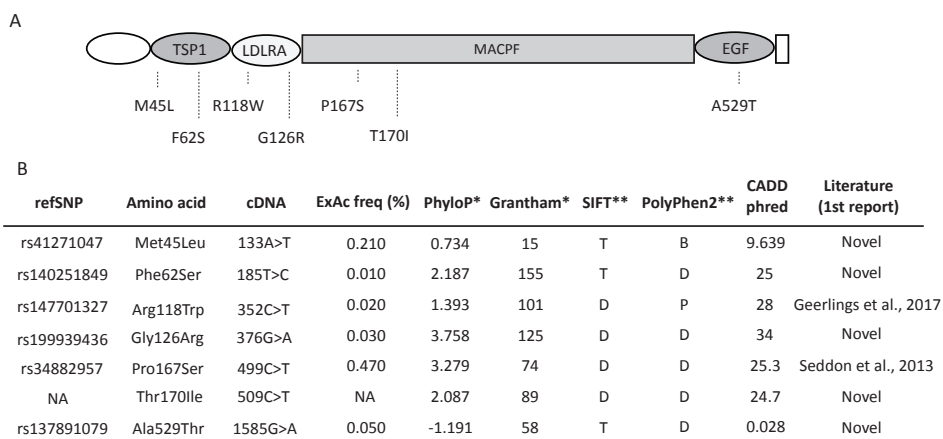 A
TSP1 LDLRA MACPF EGF
M45L R118W P167S A529T
F62S G126R T170I
B
refSNP Amino acid cDNA ExAc freq (%) PhyloP* Grantham* SIFT** PolyPhen2** CADD phred Literature (1st report)
rs41271047 Met45Leu 133A>T 0.210 0.734 15 T B 9.639 Novel
rs140251849 Phe62Ser 185T>C 0.010 2.187 155 T D 25 Novel
rs147701327 Arg118Trp 352C>T 0.020 1.393 101 D P 28 Geerlings et al., 2017
rs199939436 Gly126Arg 376G>A 0.030 3.758 125 D D 34 Novel
rs34882957 Pro167Ser 499C>T 0.470 3.279 74 D D 25.3 Seddon et al., 2013
NA Thr170Ile 509C>T NA 2.087 89 D D 24.7 Novel
rs137891079 Ala529Thr 1585G>A 0.050 -1.191 58 T D 0.028 Novel